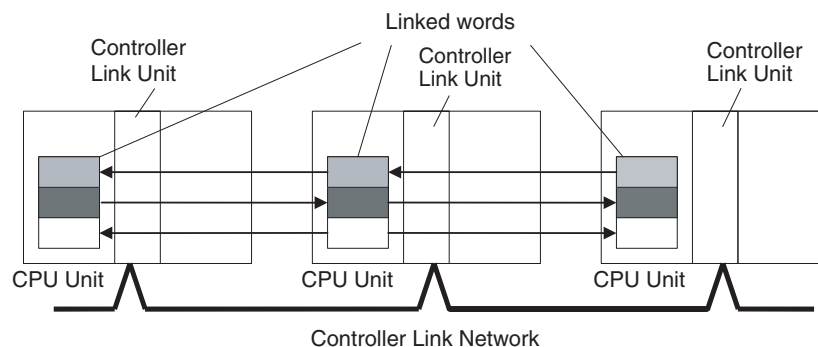 Linked words
Controller
Link Unit
Controller
Link Unit
Controller
Link Unit
CPU Unit
CPU Unit
CPU Unit
Controller Link Network